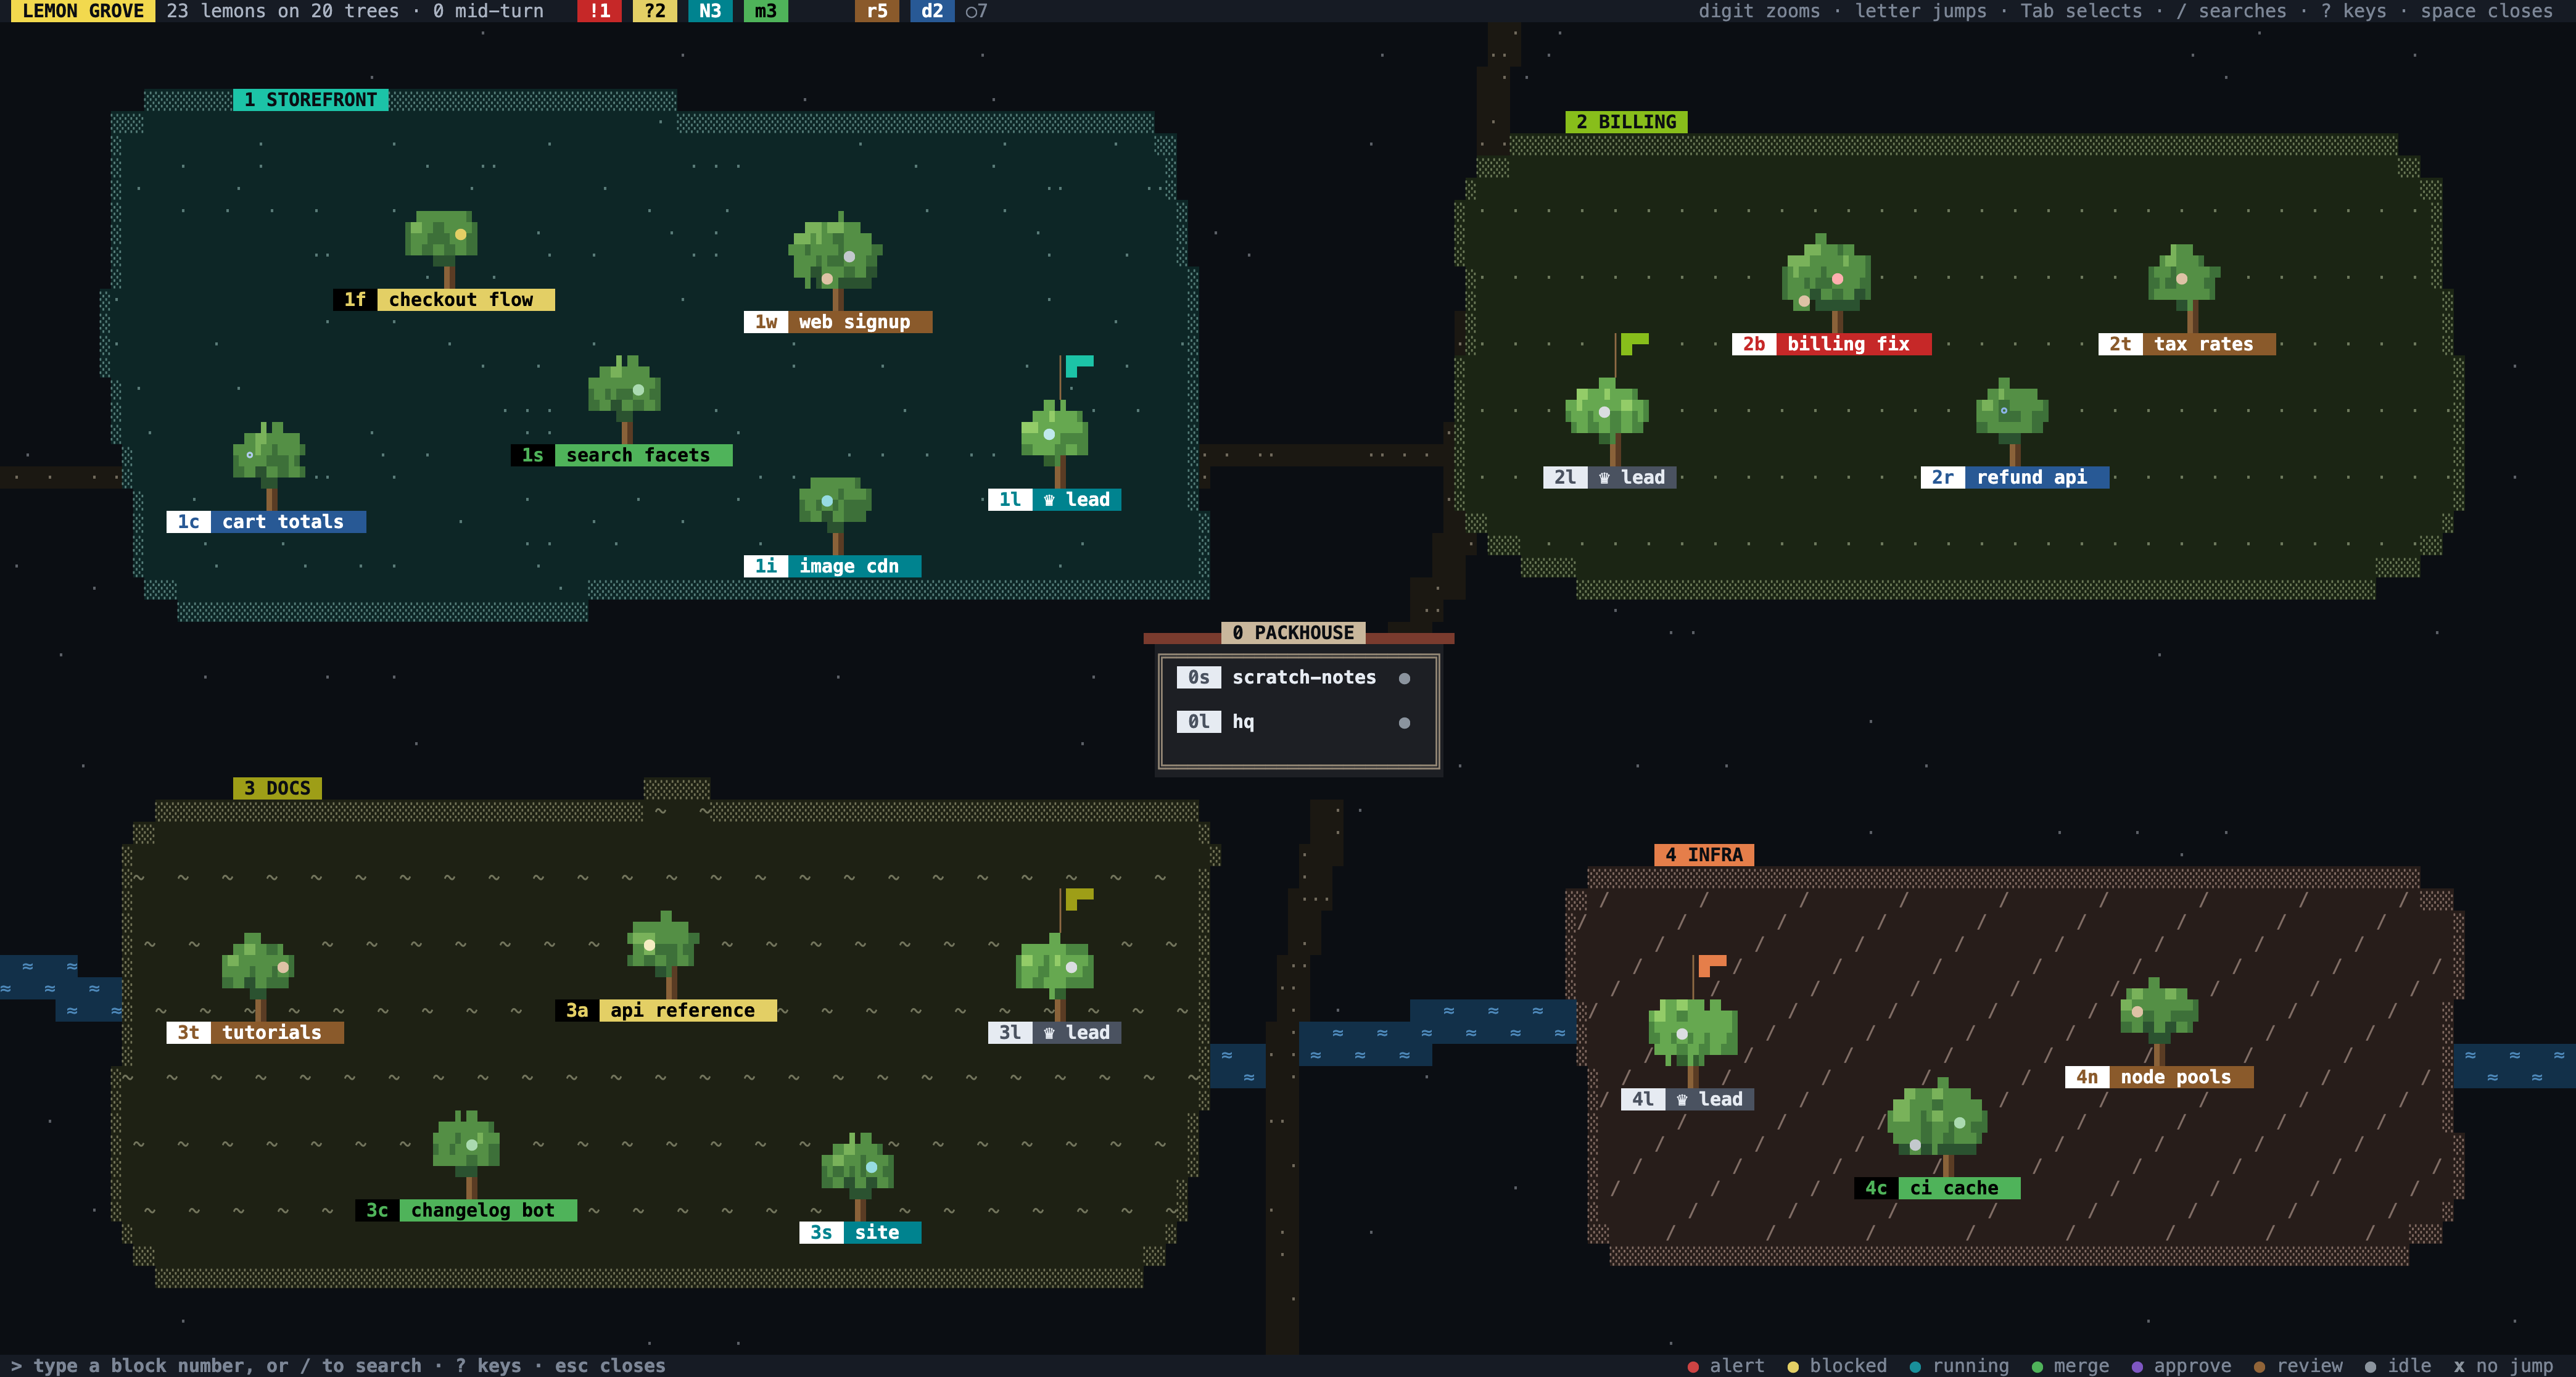 LEMON GROVE 23 lemons on 20 trees · 0 mid-turn !1 ?2 N3 m3 r5 d2 ○7 digit zooms · letter jumps · Tab selects · / searches · ? keys · space closes
1 STOREFRONT
2 BILLING
1f checkout flow
1w web signup
2b billing fix
2t tax rates
1s search facets
2l ♛ lead
2r refund api
1l ♛ lead
1c cart totals
1i image cdn
0 PACKHOUSE
0s scratch-notes ●
0l hq ●
3 DOCS
4 INFRA
3a api reference
3t tutorials
3l ♛ lead
4n node pools
4l ♛ lead
4c ci cache
3c changelog bot
3s site
> type a block number, or / to search · ? keys · esc closes ● alert ● blocked ● running ● merge ● approve ● review ● idle x no jump